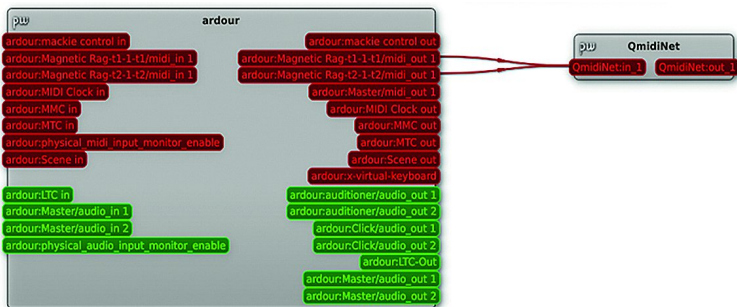 pw
ardour
ardour:mackie control in
ardour:Magnetic Rag-t1-1-t1/midi_in 1
ardour:Magnetic Rag-t2-1-t2/midi_in 1
ardour:MIDI Clock in
ardour:MMC in
ardour:MTC in
ardour:physical_midi_input_monitor_enable
ardour:Scene in
ardour:LTC in
ardour:Master/audio_in 1
ardour:Master/audio_in 2
ardour:physical_audio_input_monitor_enable
ardour:mackie control out
ardour:Magnetic Rag-t1-1-t1/midi_out 1
ardour:Magnetic Rag-t2-1-t2/midi_out 1
ardour:Master/midi_out 1
ardour:MIDI Clock out
ardour:MMC out
ardour:MTC out
ardour:Scene out
ardour:x-virtual-keyboard
ardour:auditioner/audio_out 1
ardour:auditioner/audio_out 2
ardour:Click/audio_out 1
ardour:Click/audio_out 2
ardour:LTC-Out
ardour:Master/audio_out 1
ardour:Master/audio_out 2
pw
QmidiNet
QmidiNet:in_1
QmidiNet:out_1